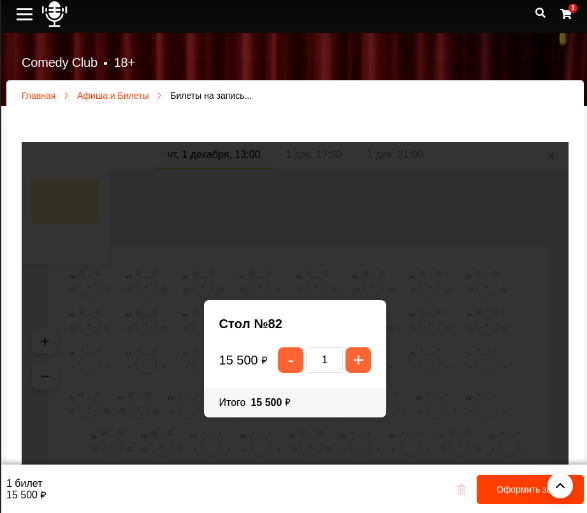 1
Comedy Club • 18+
Главная > Афиша и Билеты > Билеты на запись...
чт, 1 декабря, 13:00 1 дек, 17:00 1 дек, 21:00
Стол №82
15 500 ₽ - 1 +
Итого 15 500 ₽
+
−
1 билет
15 500 ₽
Оформить